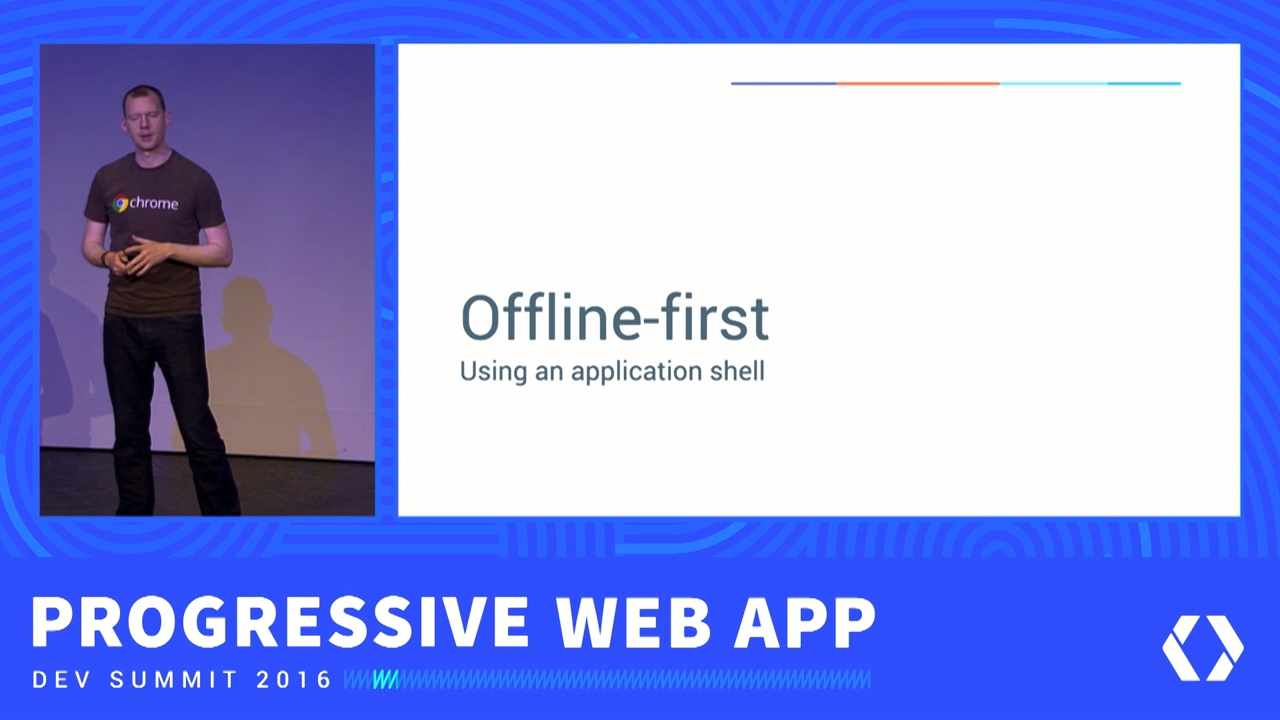 chrome
Offline-first
Using an application shell
PROGRESSIVE WEB APP
DEV SUMMIT 2016